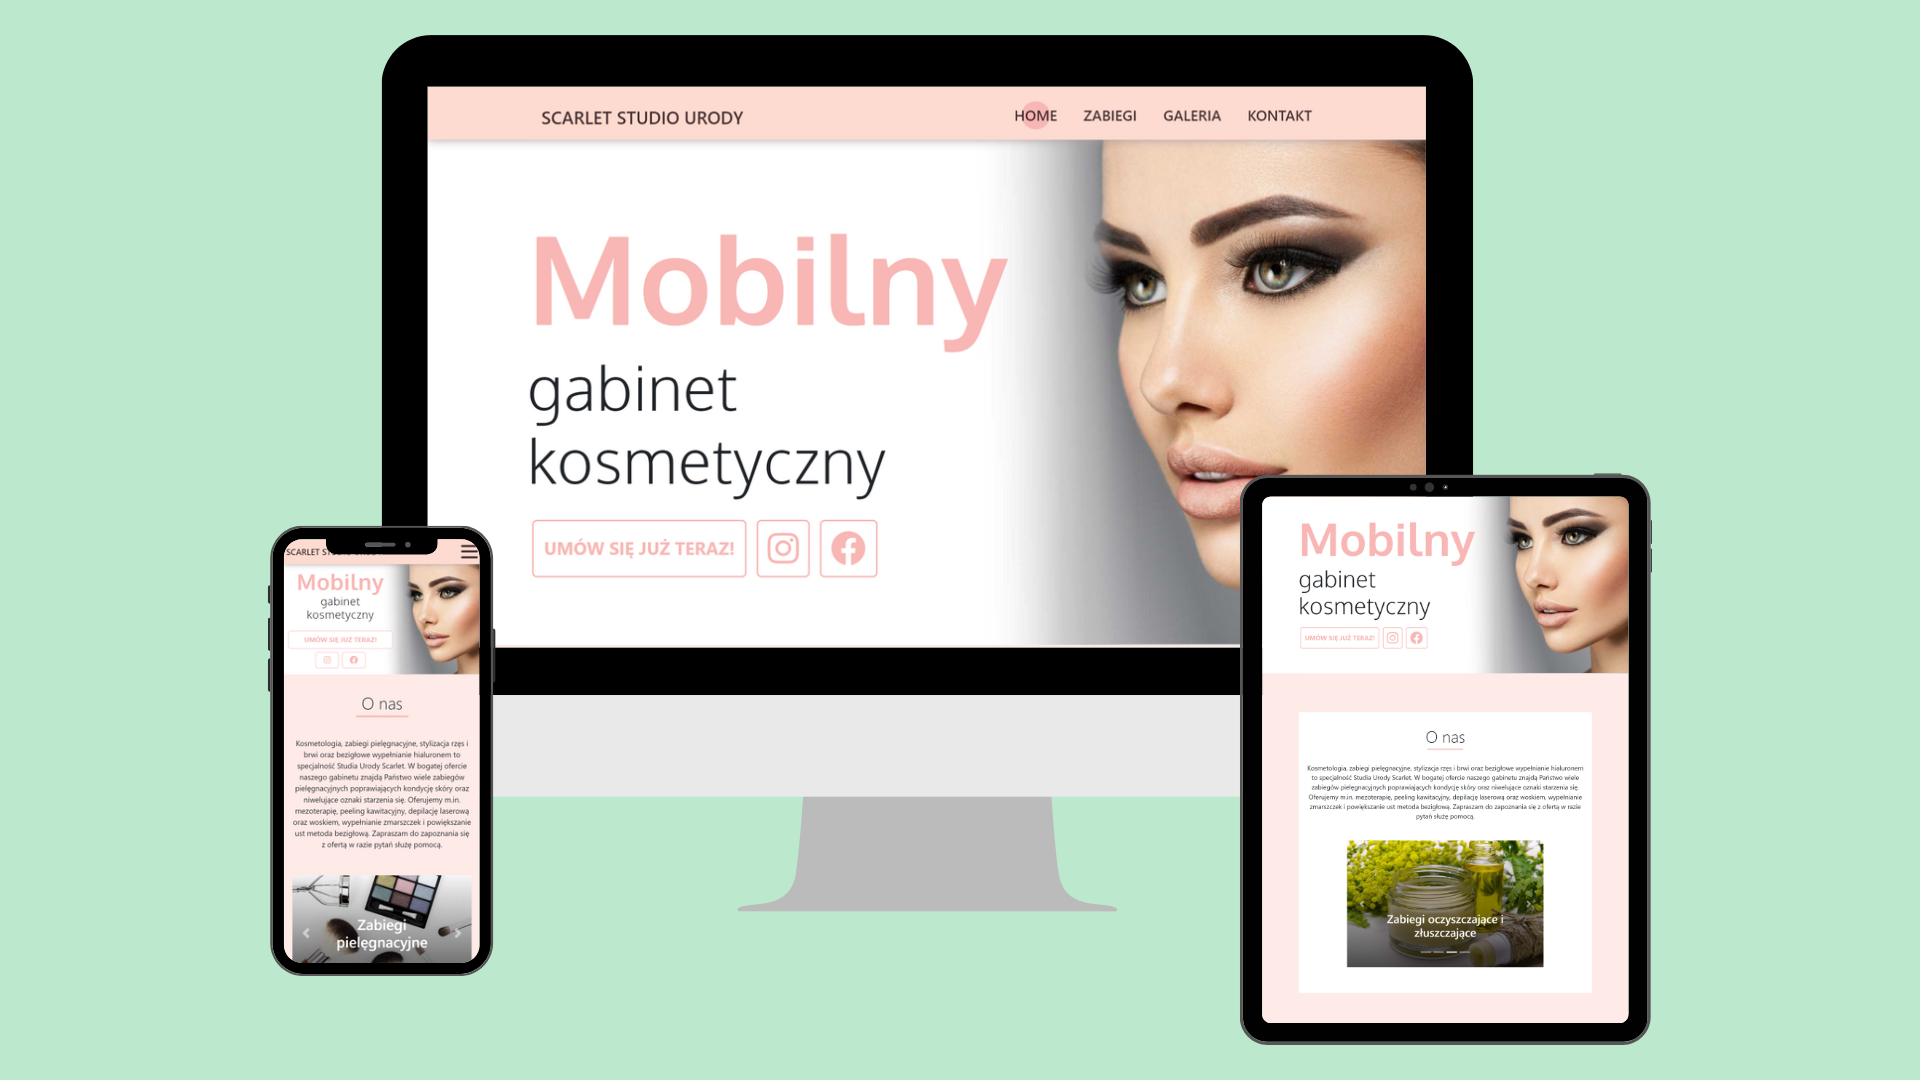 SCARLET STUDIO URODY
HOME ZABIEGI GALERIA KONTAKT
Mobilny
gabinet
kosmetyczny
UMÓW SIĘ JUŻ TERAZ!
SCARLET
Mobilny
gabinet
kosmetyczny
UMÓW SIĘ JUŻ TERAZ!
O nas
Kosmetologia, zabiegi pielęgnacyjne, stylizacja rzęs i
brwi oraz bezigłowe wypełnianie hialuronem to
specjalność Studia Urody Scarlet. W bogatej ofercie
naszego gabinetu znajdą Państwo wiele zabiegów
pielęgnacyjnych poprawiających kondycję skóry oraz
niwelujące oznaki starzenia się. Oferujemy m.in.
mezoterapię, peeling kawitacyjny, depilację laserową
oraz woskiem, wypełnianie zmarszczek i powiększanie
ust metoda bezigłową. Zapraszam do zapoznania się
z ofertą w razie pytań służę pomocą.
Zabiegi
pielęgnacyjne
Mobilny
gabinet
kosmetyczny
UMÓW SIĘ JUŻ TERAZ!
O nas
Kosmetologia, zabiegi pielęgnacyjne, stylizacja rzęs i brwi oraz bezigłowe wypełnianie hialuronem
to specjalność Studia Urody Scarlet. W bogatej ofercie naszego gabinetu znajdą Państwo wiele
zabiegów pielęgnacyjnych poprawiających kondycję skóry oraz niwelujące oznaki starzenia się.
Oferujemy m.in. mezoterapię, peeling kawitacyjny, depilację laserową oraz woskiem, wypełnianie
zmarszczek i powiększanie ust metoda bezigłową. Zapraszam do zapoznania się z ofertą w razie
pytań służę pomocą.
Zabiegi oczyszczające i
złuszczające